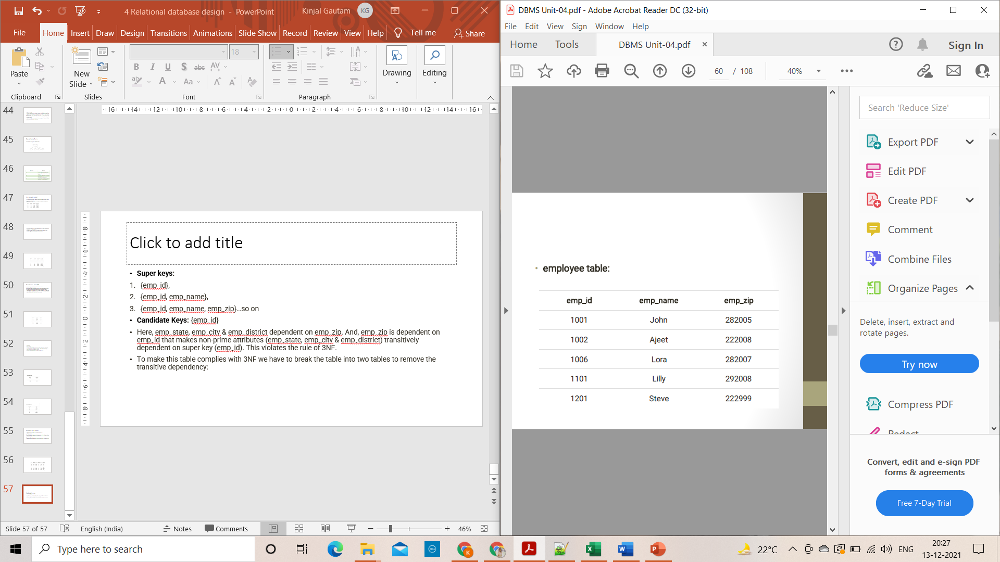 4 Relational database design - PowerPoint
Kinjal Gautam
KG
File
Home
Insert
Draw
Design
Transitions
Animations
Slide Show
Record
Review
View
Help
Tell me
Share
Paste
New
Slide
18
Drawing
Editing
Clipboard
Slides
Font
Paragraph
44
45
46
47
48
49
50
51
52
53
54
55
56
57
Click to add title
• Super keys:
1. {emp_id},
2. {emp_id, emp_name},
3. {emp_id, emp_name, emp_zip}...so on
• Candidate Keys: {emp_id}
• Here, emp_state, emp_city & emp_district dependent on emp_zip. And, emp_zip is dependent on
emp_id that makes non-prime attributes (emp_state, emp_city & emp_district) transitively
dependent on super key (emp_id). This violates the rule of 3NF.
• To make this table complies with 3NF we have to break the table into two tables to remove the
transitive dependency:
Slide 57 of 57
English (India)
Notes
Comments
46%
DBMS Unit-04.pdf - Adobe Acrobat Reader DC (32-bit)
File Edit View Sign Window Help
Home
Tools
DBMS Unit-04.pdf
Sign In
60 / 108
40%
• employee table:
emp_id emp_name emp_zip
1001 John 282005
1002 Ajeet 222008
1006 Lora 282007
1101 Lilly 292008
1201 Steve 222999
Search 'Reduce Size'
Export PDF
Edit PDF
Create PDF
Comment
Combine Files
Organize Pages
Delete, insert, extract and
rotate pages.
Try now
Compress PDF
Redact
Convert, edit and e-sign PDF
forms & agreements
Free 7-Day Trial
Type here to search
22°C
ENG
20:27
13-12-2021